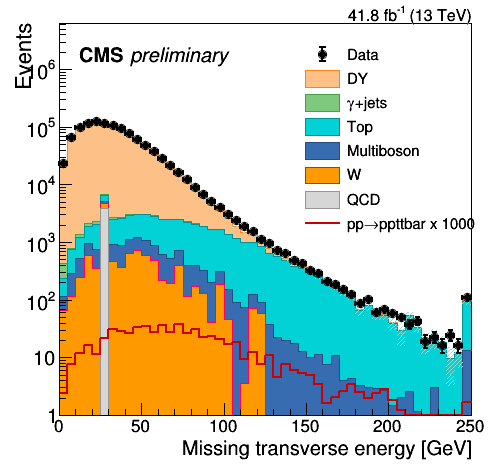 41.8 fb⁻¹ (13 TeV)
Events
CMS preliminary
Data
DY
γ+jets
Top
Multiboson
W
QCD
pp→ppttbar x 1000
10⁶
10⁵
10⁴
10³
10²
10
1
0 50 100 150 200 250
Missing transverse energy [GeV]